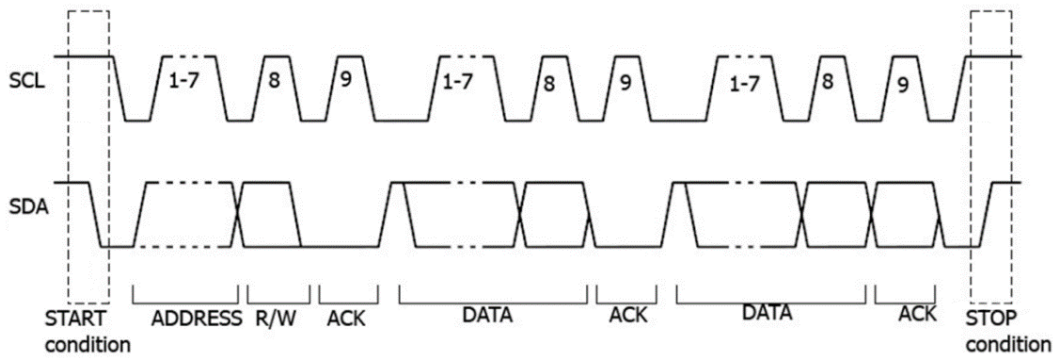 SCL 1-7 8 9 1-7 8 9 1-7 8 9
SDA
START condition
ADDRESS R/W ACK DATA ACK DATA ACK
STOP condition